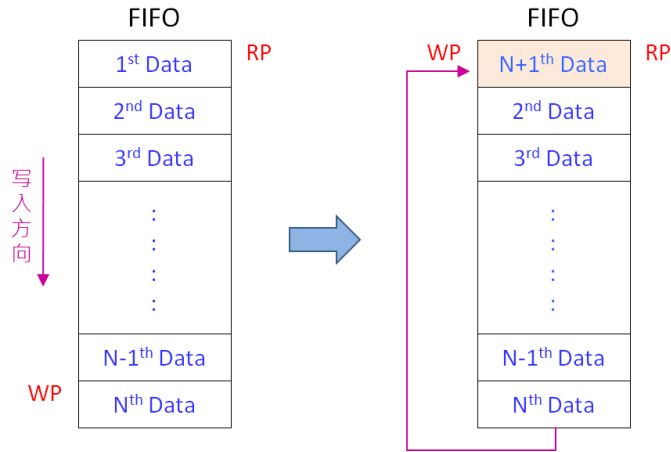 FIFO
1st Data
RP
2nd Data
3rd Data
写入方向
:
:
:
:
N-1th Data
WP
Nth Data
FIFO
WP
N+1th Data
RP
2nd Data
3rd Data
:
:
:
:
N-1th Data
Nth Data